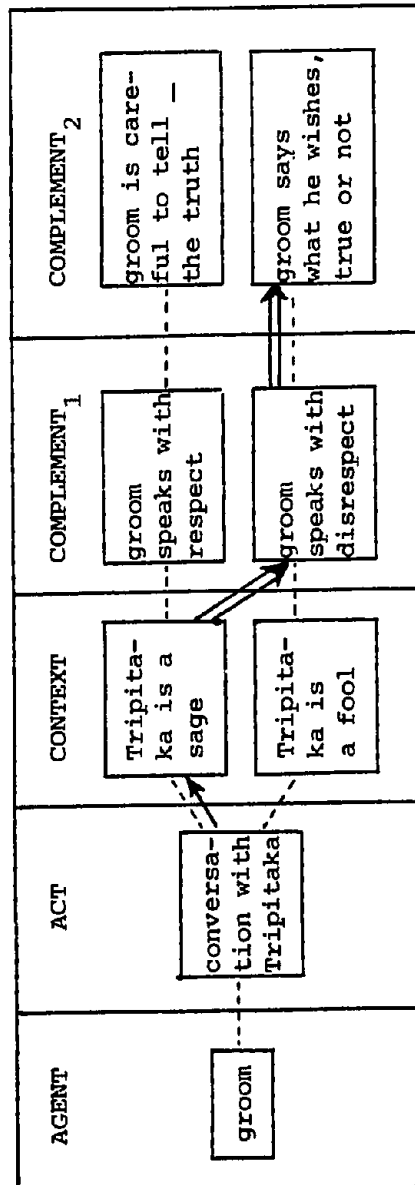 AGENT
ACT
CONTEXT
COMPLEMENT1
COMPLEMENT2
groom
conversa-
tion with
Tripitaka
Tripita-
ka is a
sage
Tripita-
ka is
a fool
groom
speaks with
respect
groom
speaks with
disrespect
groom is care-
ful to tell
the truth
groom says
what he wishes,
true or not